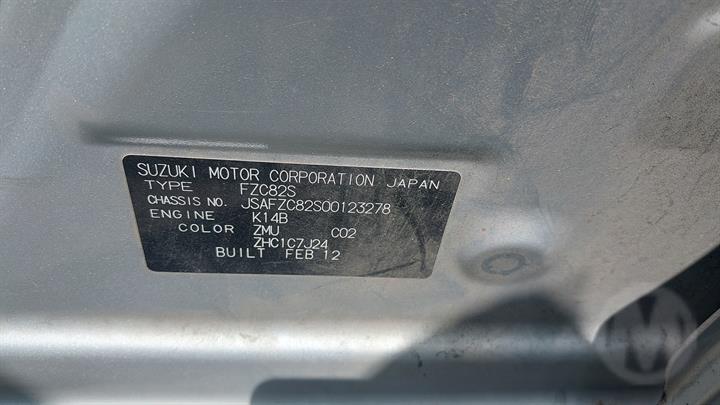 SUZUKI MOTOR CORPORATION JAPAN
TYPE FZC82S
CHASSIS NO. JSAFZC82S00123278
ENGINE K14B
COLOR ZMU C02
ZHC1C7J24
BUILT FEB 12
M